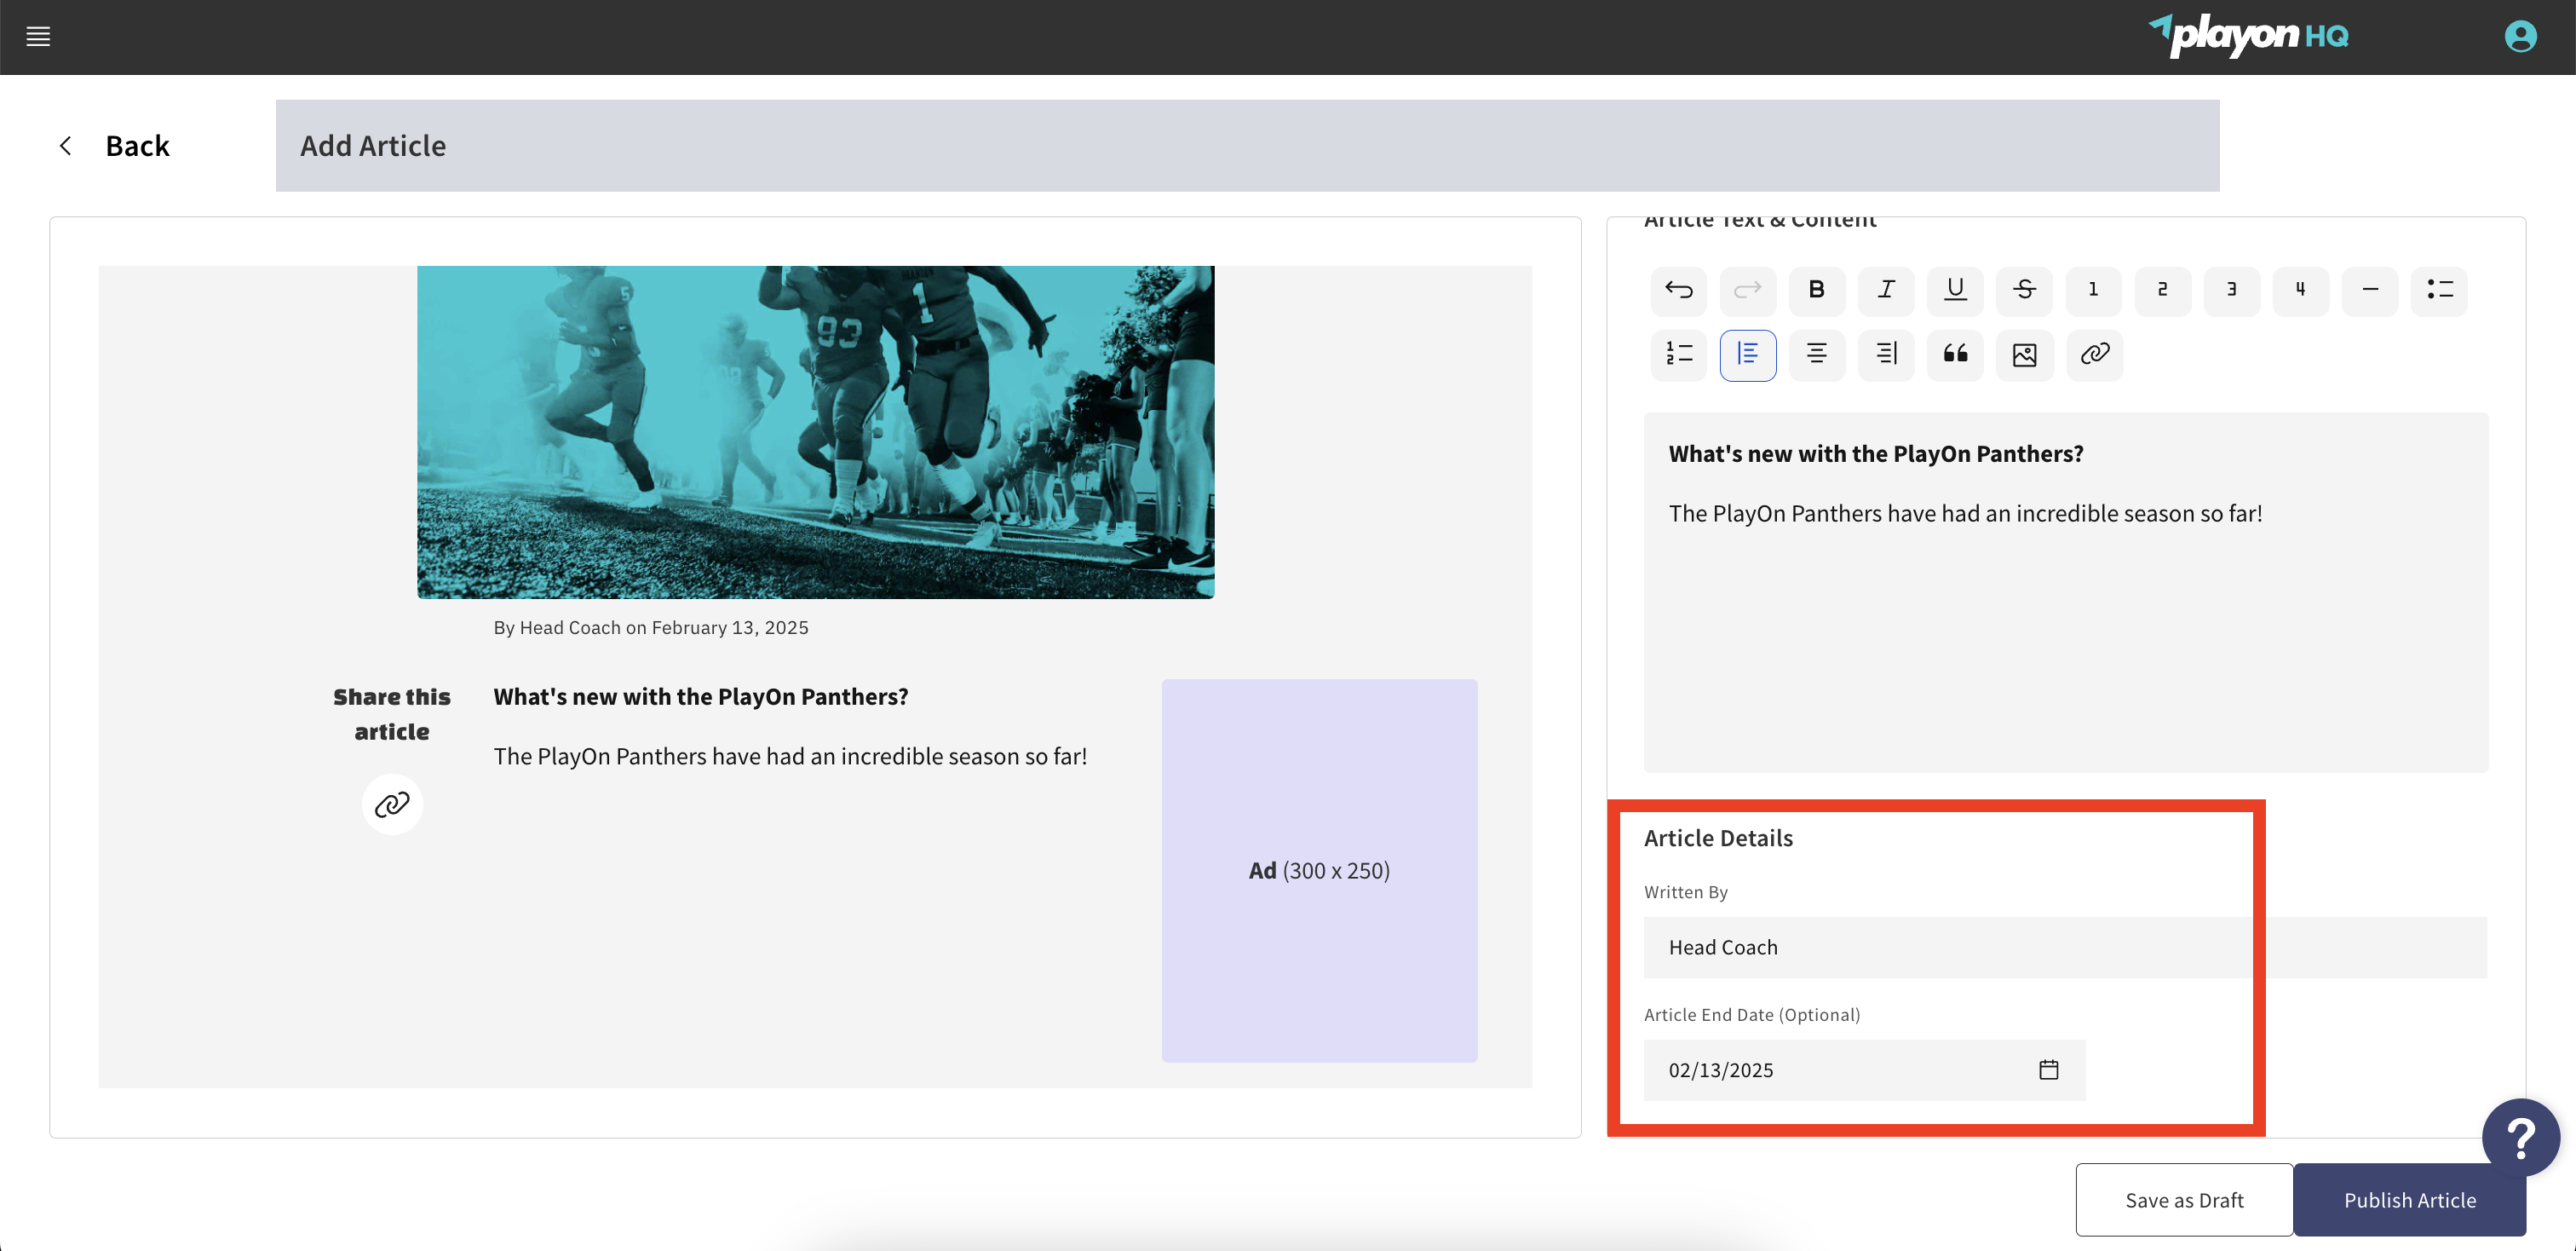 playon HQ
Back
Add Article
Article Text & Content
B I U S 1 2 3 4
What's new with the PlayOn Panthers?
The PlayOn Panthers have had an incredible season so far!
5
93
1
By Head Coach on February 13, 2025
Share this
article
What's new with the PlayOn Panthers?
The PlayOn Panthers have had an incredible season so far!
Ad (300 x 250)
Article Details
Written By
Head Coach
Article End Date (Optional)
02/13/2025
?
Save as Draft
Publish Article